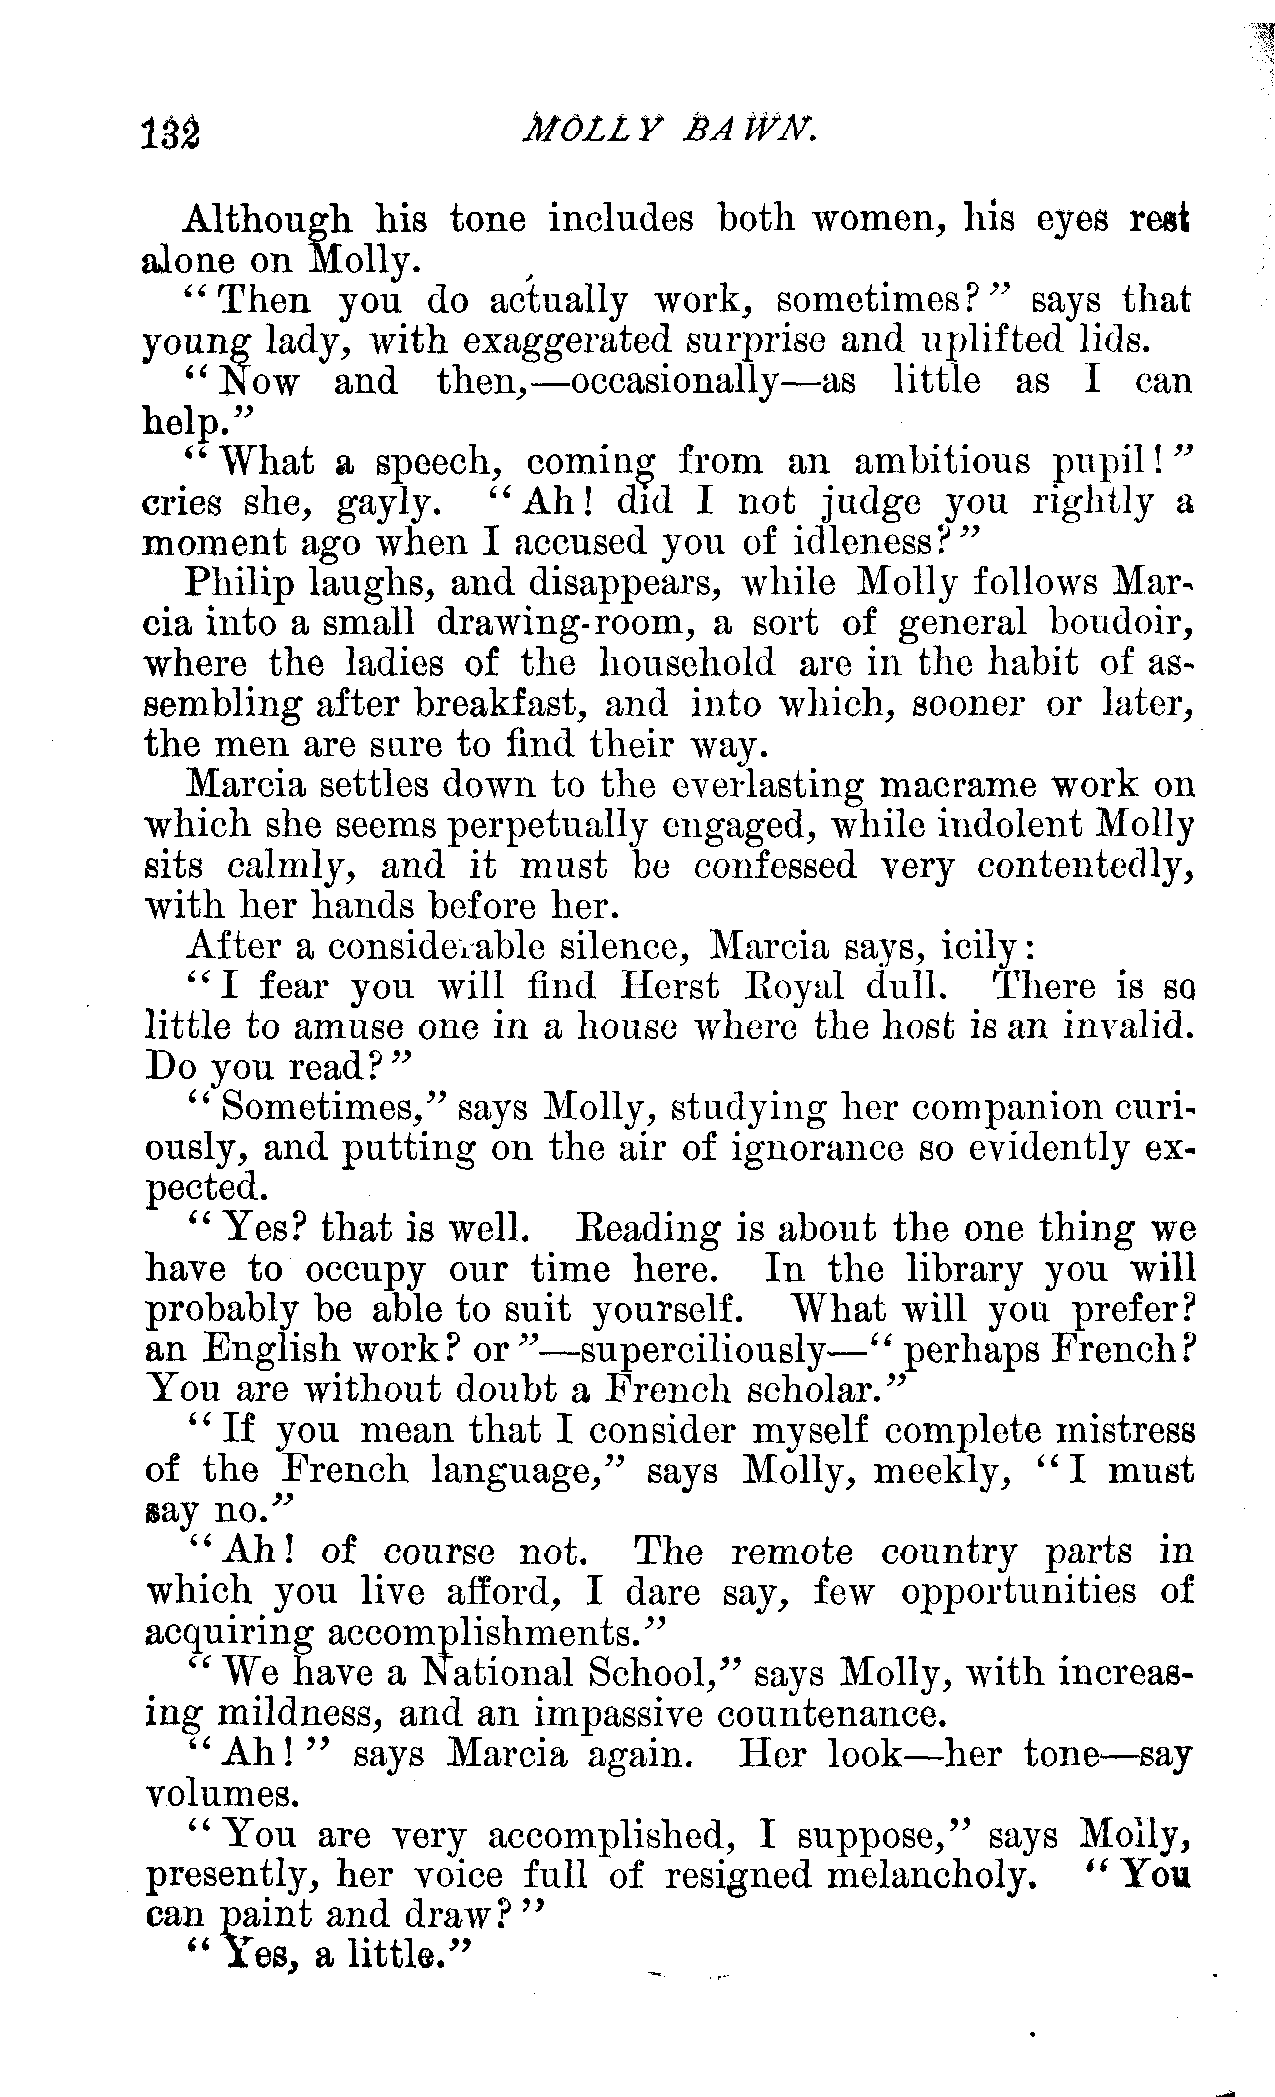 132 MOLLY BAWN.
Although his tone includes both women, his eyes rest
alone on Molly.
"Then you do actually work, sometimes?" says that
young lady, with exaggerated surprise and uplifted lids.
"Now and then,—occasionally—as little as I can
help."
"What a speech, coming from an ambitious pupil!"
cries she, gayly. "Ah! did I not judge you rightly a
moment ago when I accused you of idleness?"
Philip laughs, and disappears, while Molly follows Mar-
cia into a small drawing-room, a sort of general boudoir,
where the ladies of the household are in the habit of as-
sembling after breakfast, and into which, sooner or later,
the men are sure to find their way.
Marcia settles down to the everlasting macrame work on
which she seems perpetually engaged, while indolent Molly
sits calmly, and it must be confessed very contentedly,
with her hands before her.
After a considerable silence, Marcia says, icily:
"I fear you will find Herst Royal dull. There is so
little to amuse one in a house where the host is an invalid.
Do you read?"
"Sometimes," says Molly, studying her companion curi-
ously, and putting on the air of ignorance so evidently ex-
pected.
"Yes? that is well. Reading is about the one thing we
have to occupy our time here. In the library you will
probably be able to suit yourself. What will you prefer?
an English work? or"—superciliously—"perhaps French?
You are without doubt a French scholar."
"If you mean that I consider myself complete mistress
of the French language," says Molly, meekly, "I must
say no."
"Ah! of course not. The remote country parts in
which you live afford, I dare say, few opportunities of
acquiring accomplishments."
"We have a National School," says Molly, with increas-
ing mildness, and an impassive countenance.
"Ah!" says Marcia again. Her look—her tone—say
volumes.
"You are very accomplished, I suppose," says Molly,
presently, her voice full of resigned melancholy. "You
can paint and draw?"
"Yes, a little."